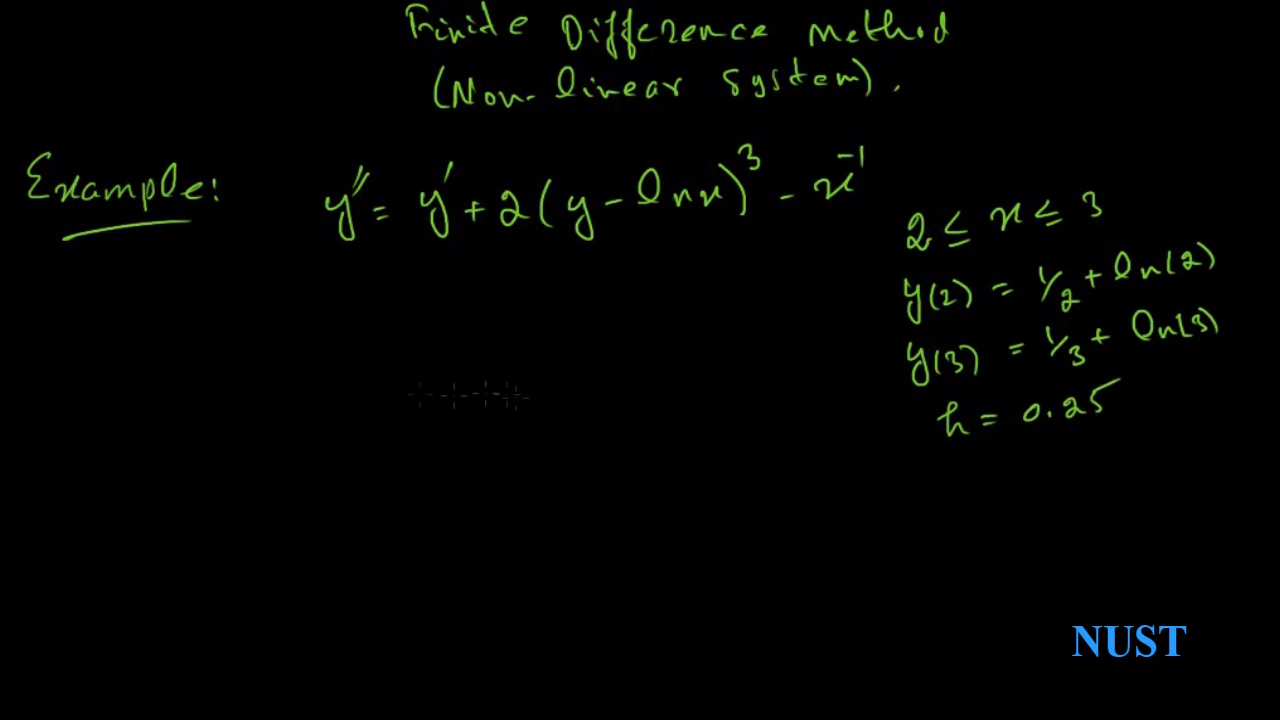 Finide Difference method
(Non-linear system).
Example: y'' = y' + 2(y - ln x)³ - x⁻¹
2 ≤ x ≤ 3
y(2) = 1/2 + ln(2)
y(3) = 1/3 + ln(3)
h = 0.25
NUST